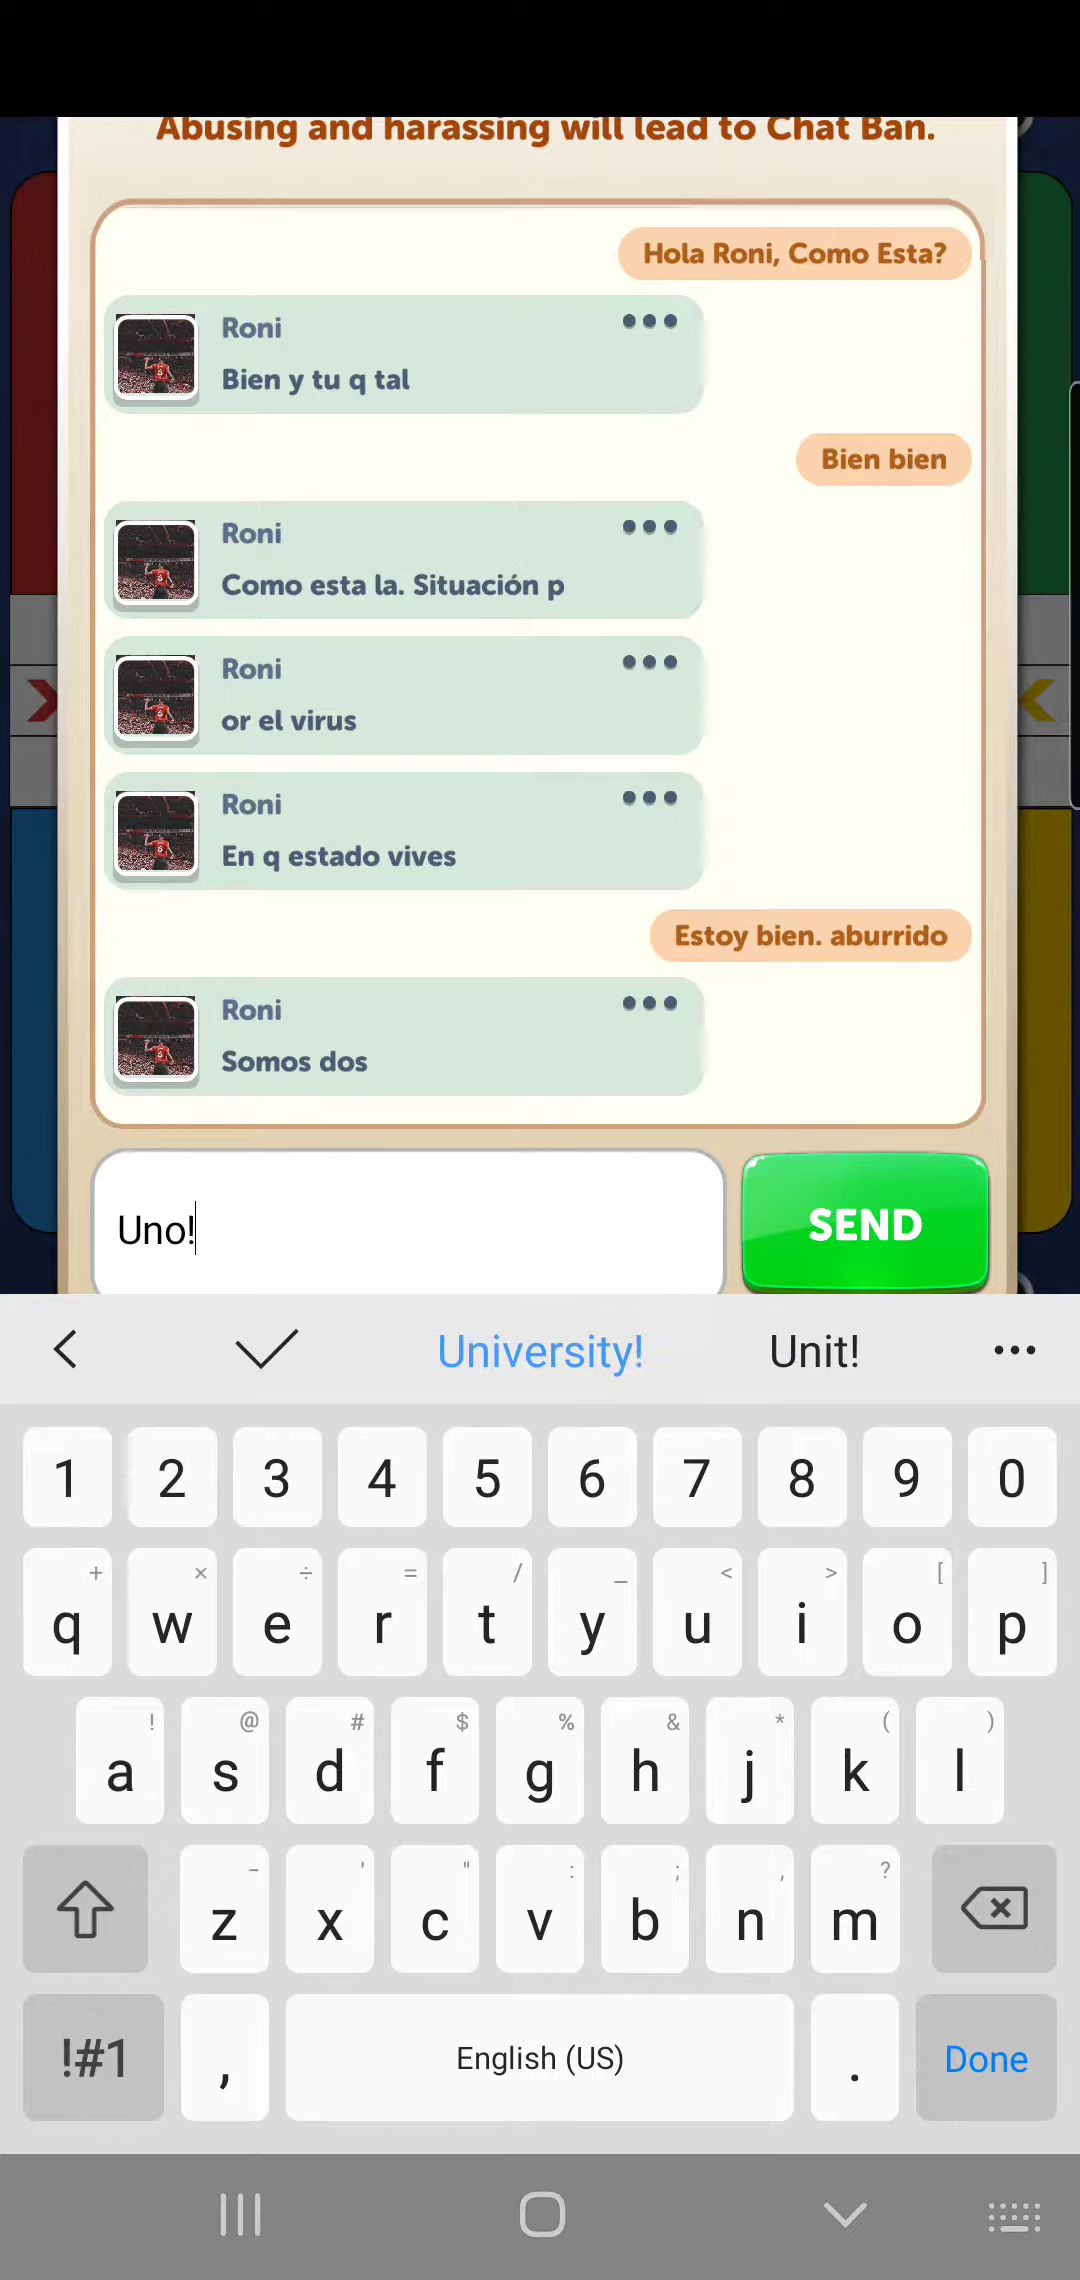 Abusing and harassing will lead to Chat Ban.
Hola Roni, Como Esta?
Roni
Bien y tu q tal
Bien bien
Roni
Como esta la. Situación p
Roni
or el virus
Roni
En q estado vives
Estoy bien. aburrido
Roni
Somos dos
Uno!
SEND
University!
Unit!
1 2 3 4 5 6 7 8 9 0
+ × ÷ = / _ < > [ ]
q w e r t y u i o p
! @ # $ % & * ( )
a s d f g h j k l
- ' " : ; , ?
z x c v b n m
!#1 , English (US) . Done